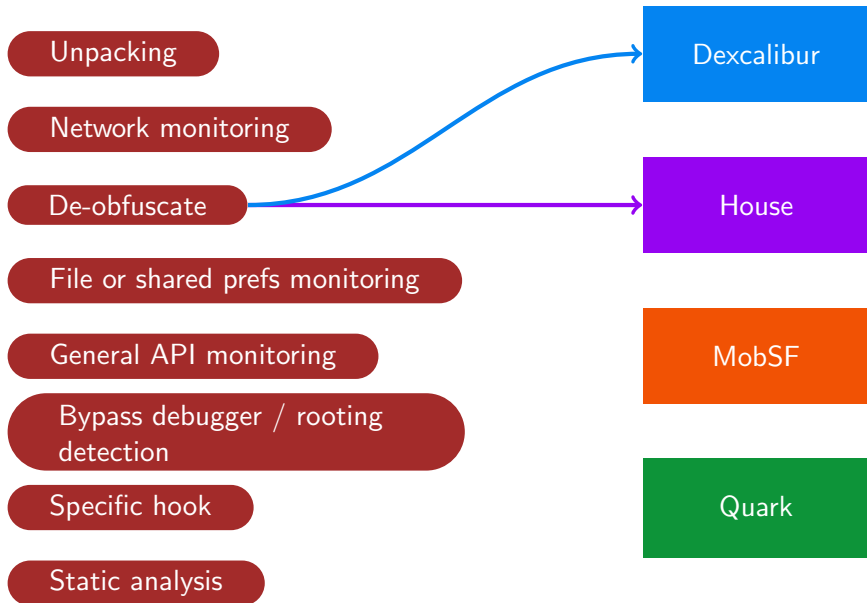 Unpacking
Network monitoring
De-obfuscate
File or shared prefs monitoring
General API monitoring
Bypass debugger / rooting
detection
Specific hook
Static analysis
Dexcalibur
House
MobSF
Quark